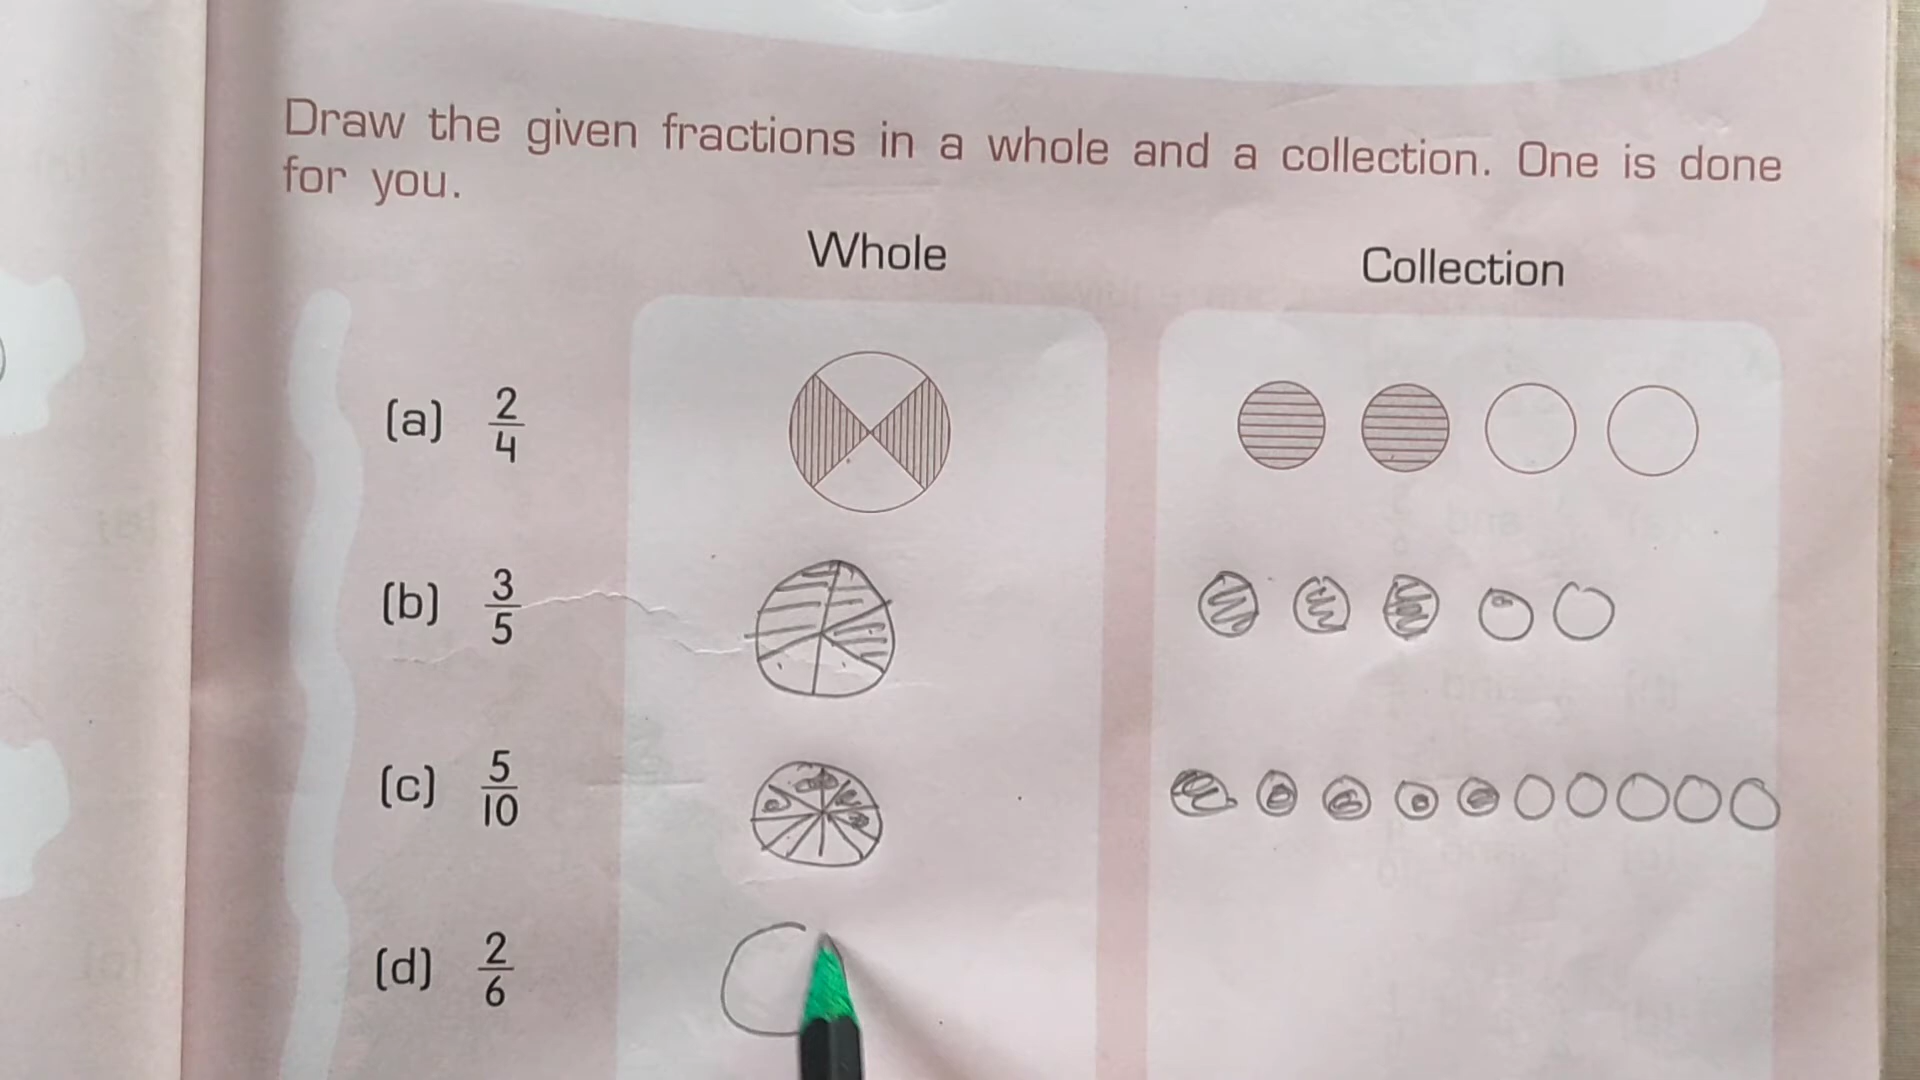 Draw the given fractions in a whole and a collection. One is done
for you.
Whole
Collection
(a) 2/4
(b) 3/5
(c) 5/10
(d) 2/6